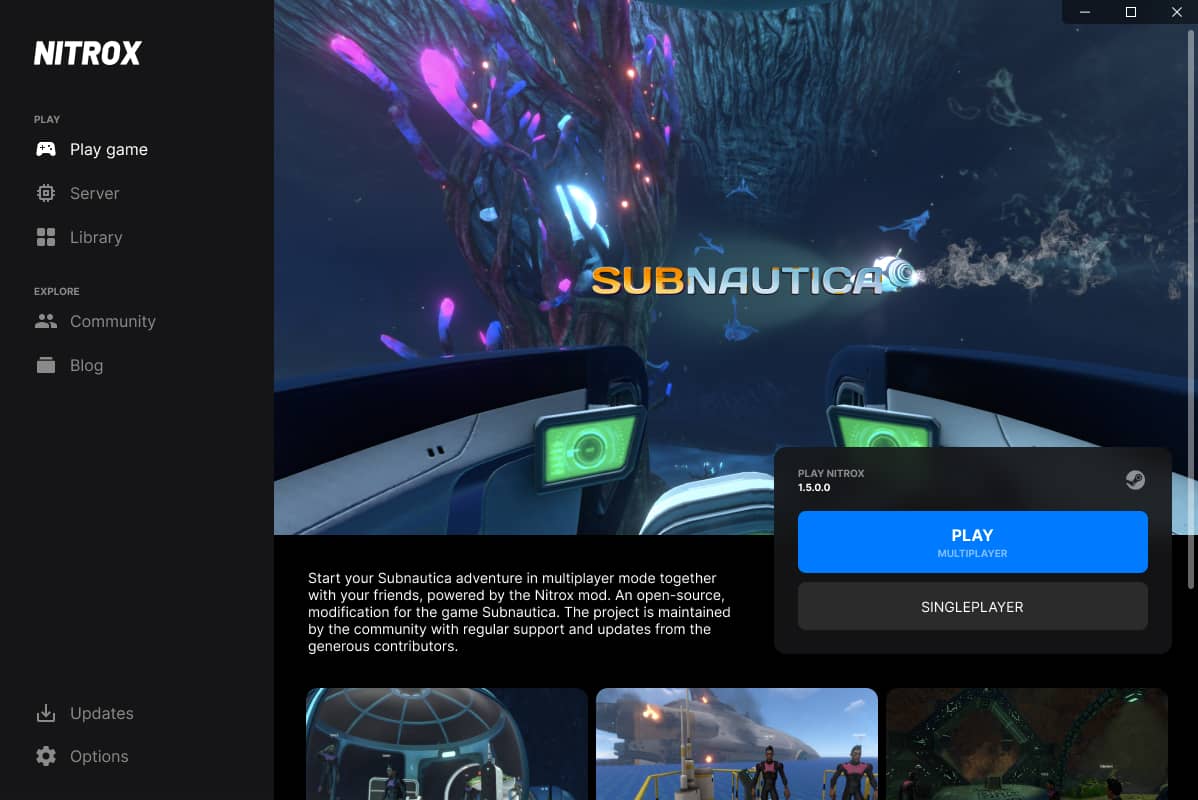 NITROX
PLAY
Play game
Server
Library
EXPLORE
Community
Blog
Updates
Options
SUBNAUTICA
PLAY NITROX
1.5.0.0
PLAY
MULTIPLAYER
SINGLEPLAYER
Start your Subnautica adventure in multiplayer mode together
with your friends, powered by the Nitrox mod. An open-source,
modification for the game Subnautica. The project is maintained
by the community with regular support and updates from the
generous contributors.